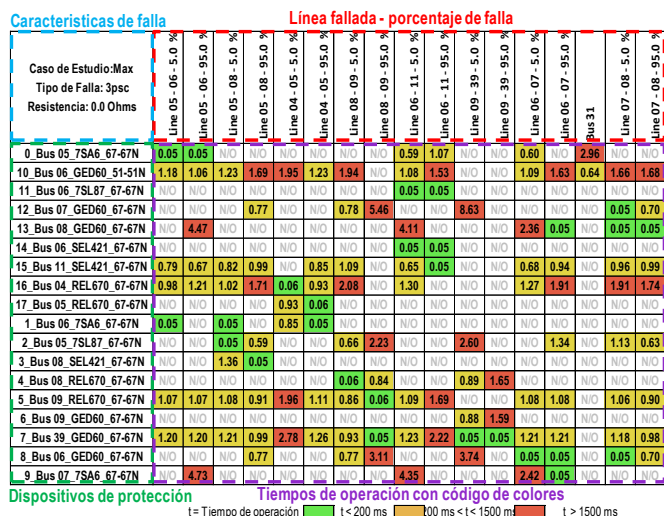 Caracteristicas de falla
Línea fallada - porcentaje de falla
Caso de Estudio:Max
Tipo de Falla: 3psc
Resistencia: 0.0 Ohms
Line 05 - 06 - 5.0 %
Line 05 - 06 - 95.0 %
Line 05 - 08 - 5.0 %
Line 05 - 08 - 95.0 %
Line 04 - 05 - 5.0 %
Line 04 - 05 - 95.0 %
Line 08 - 09 - 5.0 %
Line 08 - 09 - 95.0 %
Line 06 - 11 - 5.0 %
Line 06 - 11 - 95.0 %
Line 09 - 39 - 5.0 %
Line 09 - 39 - 95.0 %
Line 06 - 07 - 5.0 %
Line 06 - 07 - 95.0 %
Bus 31
Line 07 - 08 - 5.0 %
Line 07 - 08 - 95.0 %
0_Bus 05_7SA6_67-67N 0.05 0.05 N/O N/O N/O N/O N/O N/O 0.59 1.07 N/O N/O 0.60 N/O 2.96 N/O N/O
10_Bus 06_GED60_51-51N 1.18 1.06 1.23 1.69 1.95 1.23 1.94 N/O 1.08 1.53 N/O N/O 1.09 1.63 0.64 1.66 1.68
11_Bus 06_7SL87_67-67N N/O N/O N/O N/O N/O N/O N/O N/O 0.05 0.05 N/O N/O N/O N/O N/O N/O N/O
12_Bus 07_GED60_67-67N N/O N/O N/O 0.77 N/O N/O 0.78 5.46 N/O N/O 8.63 N/O N/O N/O N/O 0.05 0.70
13_Bus 08_GED60_67-67N N/O 4.47 N/O N/O N/O N/O N/O N/O 4.11 N/O N/O N/O 2.36 0.05 N/O 0.05 0.05
14_Bus 06_SEL421_67-67N N/O N/O N/O N/O N/O N/O N/O N/O 0.05 0.05 N/O N/O N/O N/O N/O N/O N/O
15_Bus 11_SEL421_67-67N 0.79 0.67 0.82 0.99 N/O 0.85 1.09 N/O 0.65 0.05 N/O N/O 0.68 0.94 N/O 0.96 0.99
16_Bus 04_REL670_67-67N 0.98 1.21 1.02 1.71 0.06 0.93 2.08 N/O 1.30 N/O N/O N/O 1.27 1.91 N/O 1.91 1.74
17_Bus 05_REL670_67-67N N/O N/O N/O N/O 0.93 0.06 N/O N/O N/O N/O N/O N/O N/O N/O N/O N/O N/O
1_Bus 06_7SA6_67-67N 0.05 N/O 0.05 N/O 0.85 0.05 N/O N/O N/O N/O N/O N/O N/O N/O N/O N/O N/O
2_Bus 05_7SL87_67-67N N/O N/O 0.05 0.59 N/O N/O 0.66 2.23 N/O N/O 2.60 N/O N/O 1.34 N/O 1.13 0.63
3_Bus 08_SEL421_67-67N N/O N/O 1.36 0.05 N/O N/O N/O N/O N/O N/O N/O N/O N/O N/O N/O N/O N/O
4_Bus 08_REL670_67-67N N/O N/O N/O N/O N/O N/O 0.06 0.84 N/O N/O 0.89 1.65 N/O N/O N/O N/O N/O
5_Bus 09_REL670_67-67N 1.07 1.07 1.08 0.91 1.96 1.11 0.86 0.06 1.09 1.69 N/O N/O 1.08 1.08 N/O 1.06 0.90
6_Bus 09_GED60_67-67N N/O N/O N/O N/O N/O N/O N/O N/O N/O N/O 0.88 1.59 N/O N/O N/O N/O N/O
7_Bus 39_GED60_67-67N 1.20 1.20 1.21 0.99 2.78 1.26 0.93 0.05 1.23 2.22 0.05 0.05 1.21 1.21 N/O 1.18 0.98
8_Bus 06_GED60_67-67N N/O N/O N/O 0.77 N/O N/O 0.77 3.11 N/O N/O 3.74 N/O 0.05 0.05 N/O 0.05 0.70
9_Bus 07_7SA6_67-67N N/O 4.73 N/O N/O N/O N/O N/O N/O 4.35 N/O N/O N/O 2.42 0.05 N/O N/O N/O
Dispositivos de protección
Tiempos de operación con código de colores
t = Tiempo de operación t < 200 ms 200 ms < t < 1500 ms t > 1500 ms